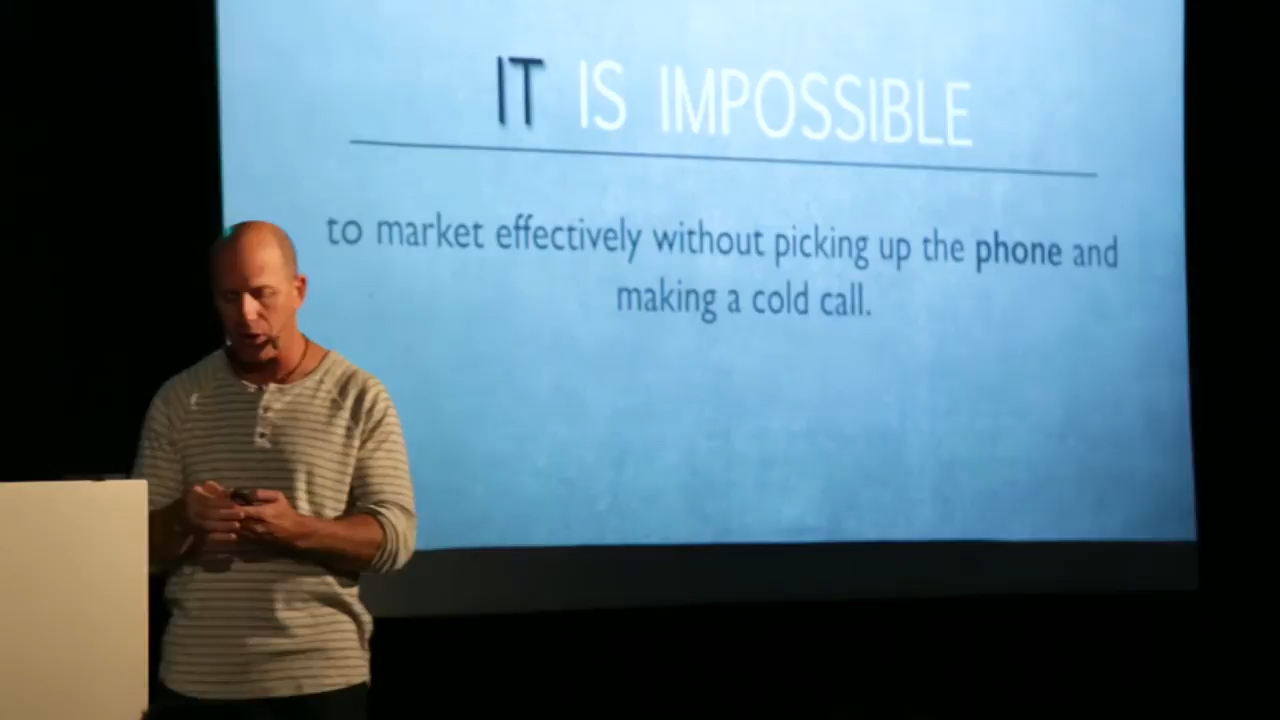 IT IS IMPOSSIBLE
to market effectively without picking up the phone and
making a cold call.